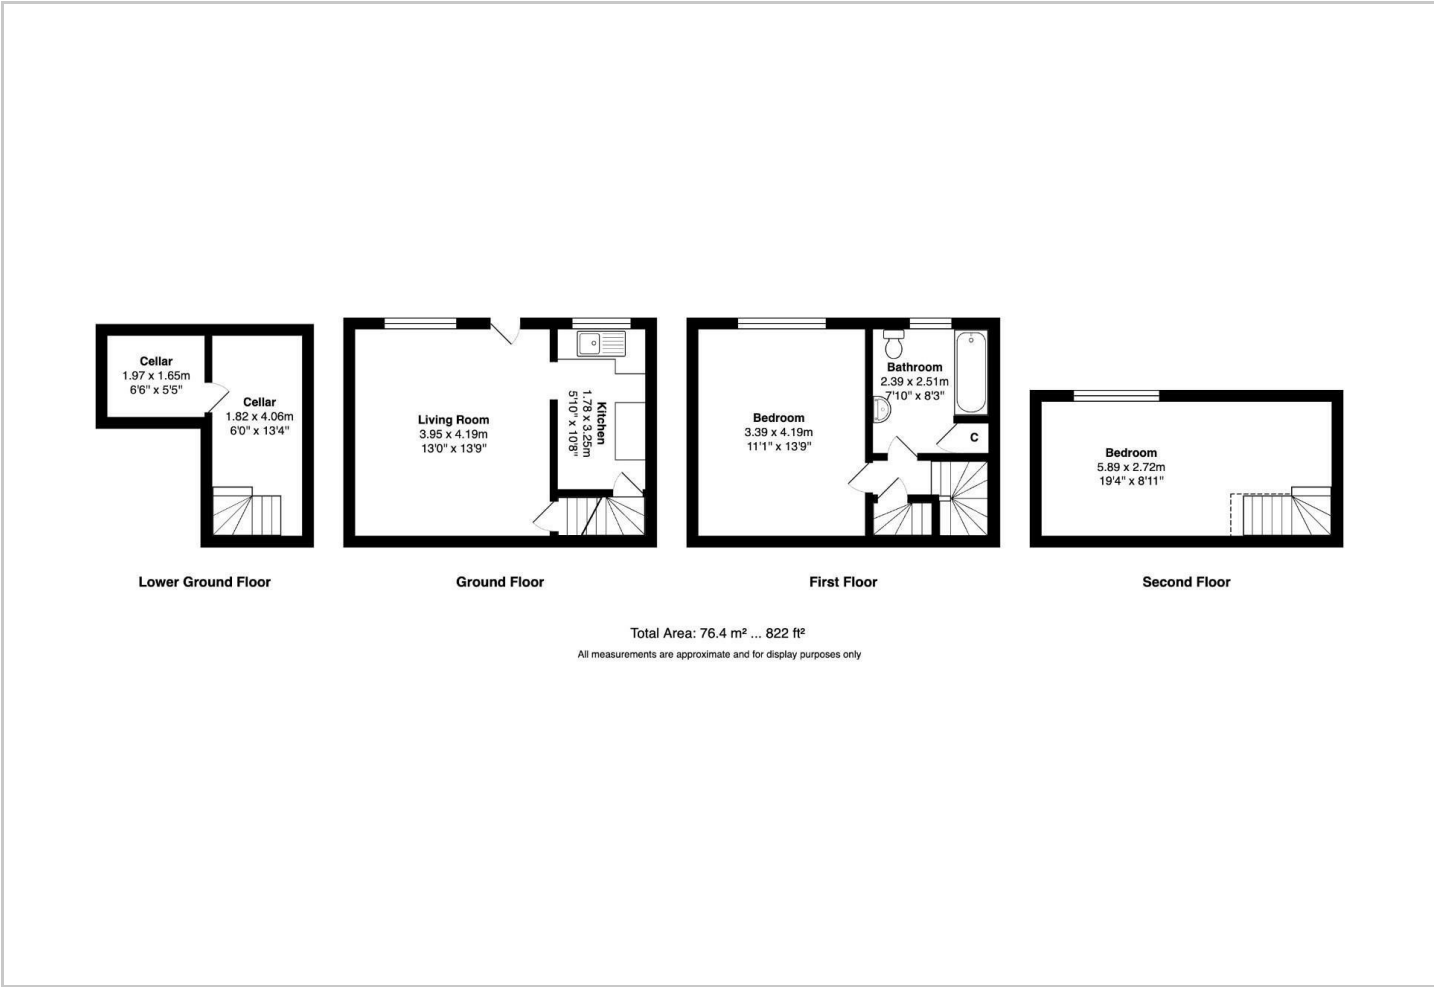 Cellar
1.97 x 1.65m
6'6" x 5'5"
Cellar
1.82 x 4.06m
6'0" x 13'4"
Lower Ground Floor
Living Room
3.95 x 4.19m
13'0" x 13'9"
Kitchen
1.78 x 3.25m
5'10" x 10'8"
Ground Floor
Bedroom
3.39 x 4.19m
11'1" x 13'9"
Bathroom
2.39 x 2.51m
7'10" x 8'3"
C
First Floor
Bedroom
5.89 x 2.72m
19'4" x 8'11"
Second Floor
Total Area: 76.4 m² ... 822 ft²
All measurements are approximate and for display purposes only